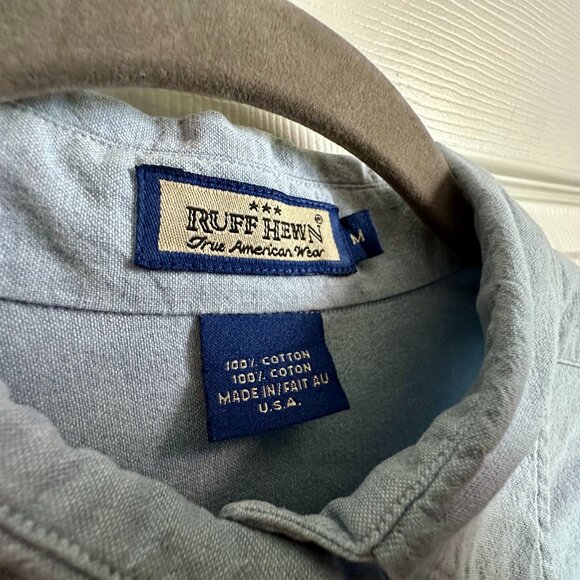 ★★★
RUFF HEWN®
True American Wear
M
100% COTTON
100% COTON
MADE IN/FAIT AU
U.S.A.